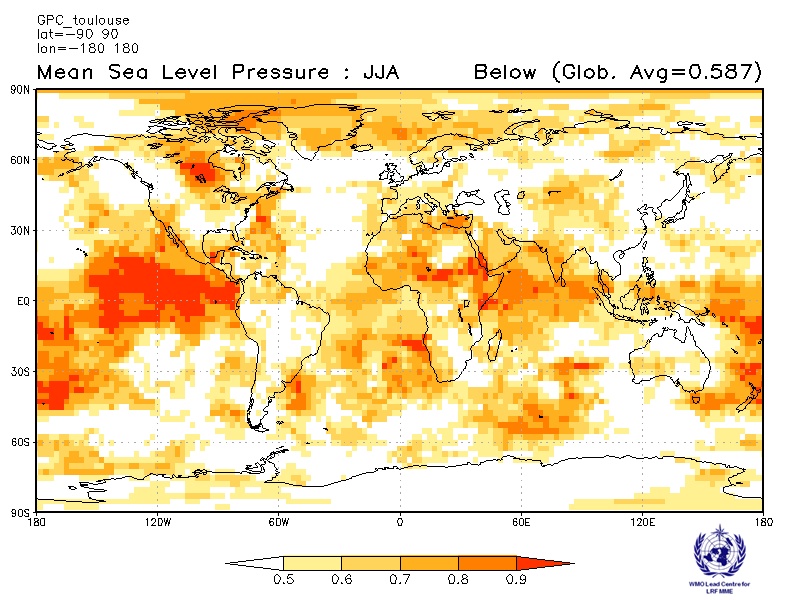 GPC_toulouse
lat=−90 90
lon=−180 180
Mean Sea Level Pressure : JJA Below (Glob. Avg=0.587)
90N
60N
30N
EQ
30S
60S
90S
180 120W 60W 0 60E 120E 180
0.5 0.6 0.7 0.8 0.9
WMO Lead Centre for
LRF MME